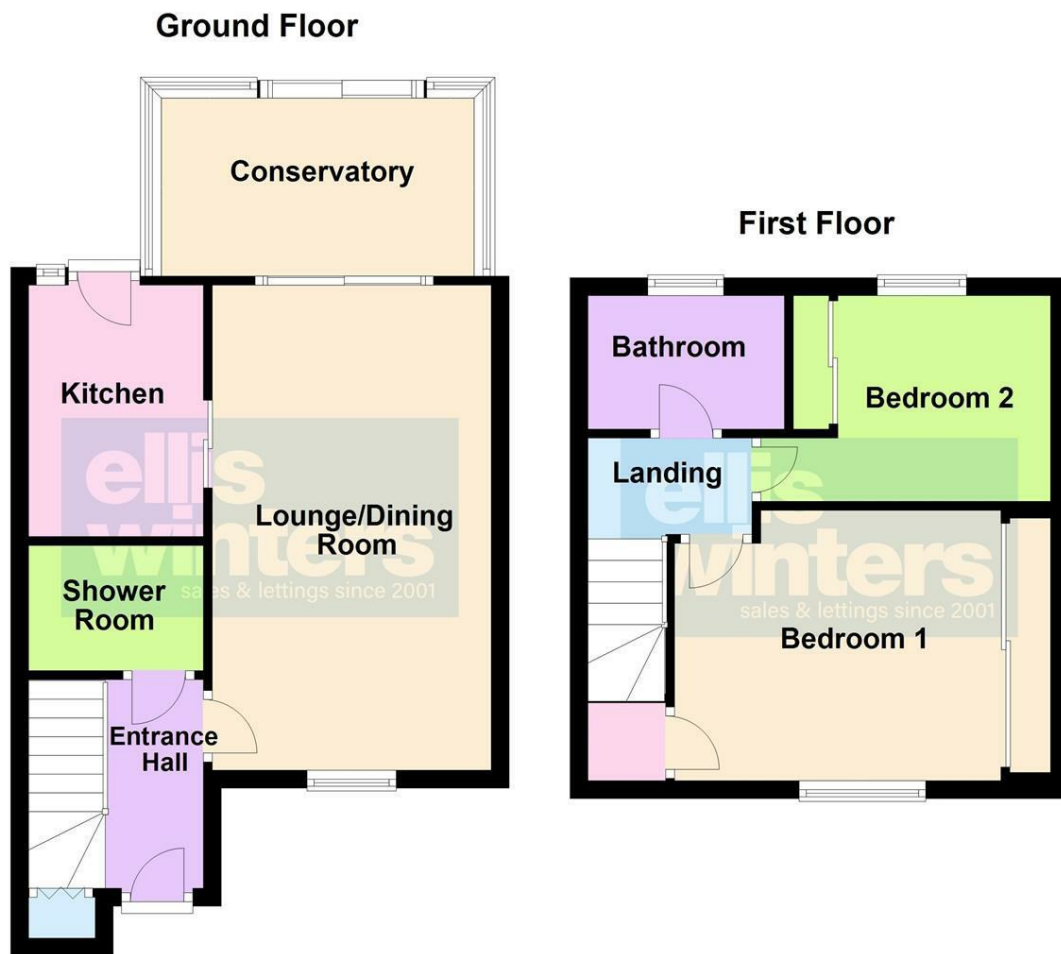 Ground Floor
Conservatory
Kitchen
Lounge/Dining
Room
Shower
Room
Entrance
Hall
ellis
winters
sales & lettings since 2001
First Floor
Bathroom
Bedroom 2
Landing
Bedroom 1
ellis
winters
sales & lettings since 2001